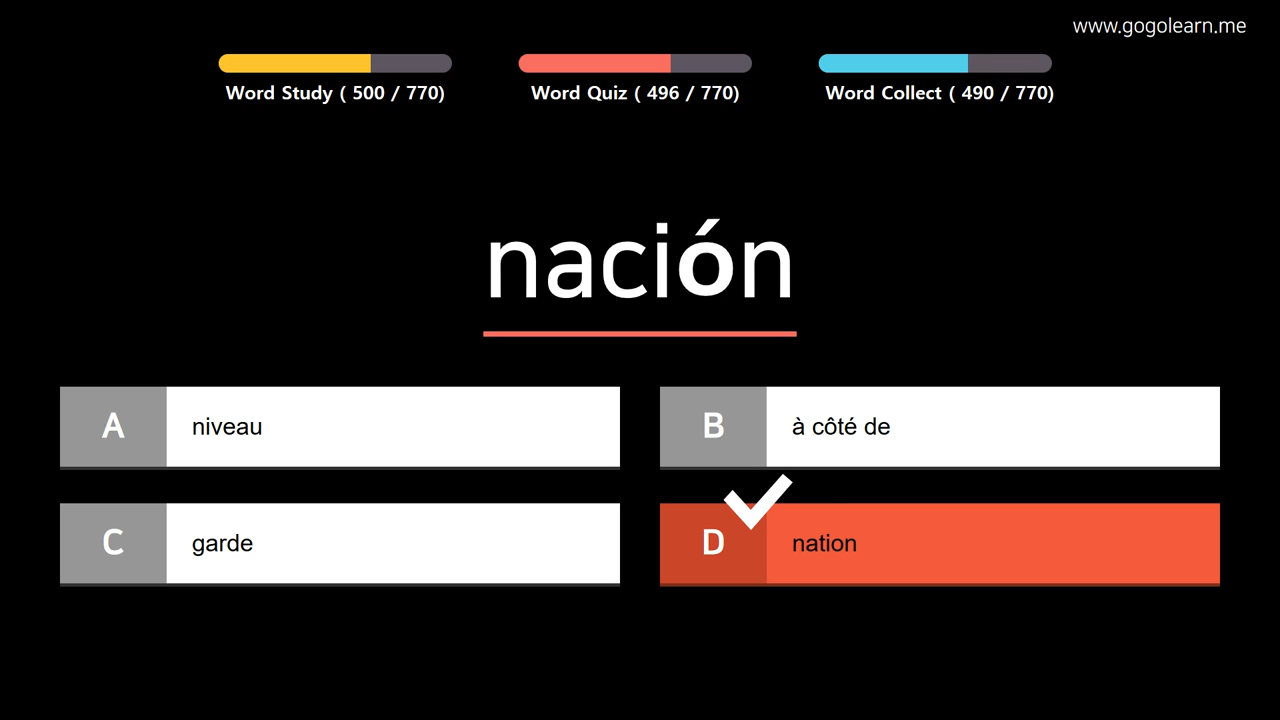 www.gogolearn.me
Word Study ( 500 / 770)
Word Quiz ( 496 / 770)
Word Collect ( 490 / 770)
nación
A niveau
B à côté de
C garde
D nation